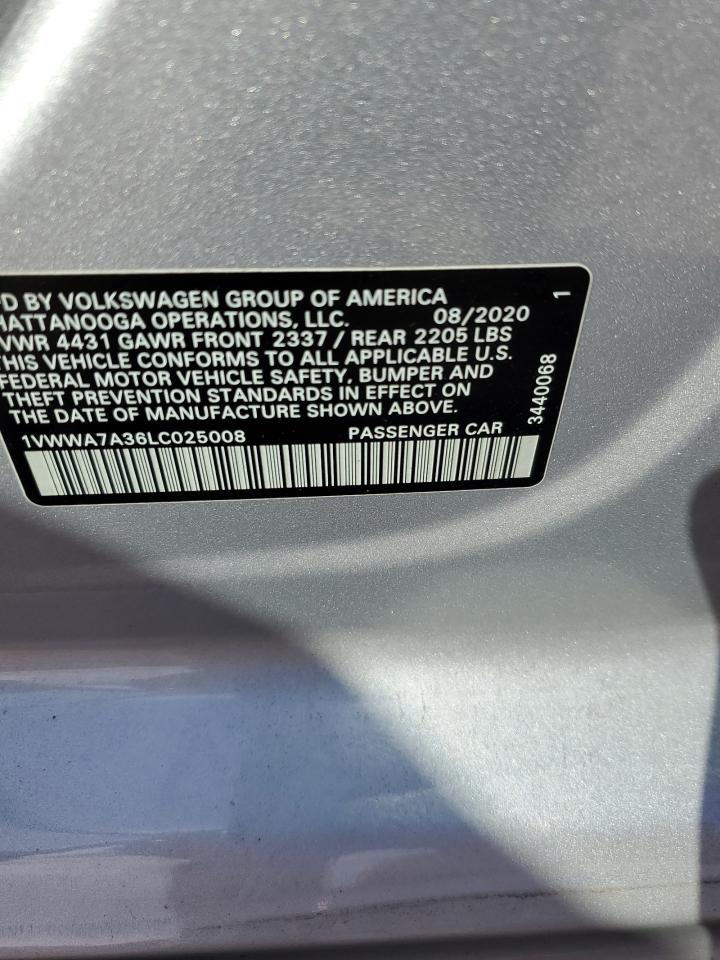 D BY VOLKSWAGEN GROUP OF AMERICA
HATTANOOGA OPERATIONS, LLC. 08/2020 1
VWR 4431 GAWR FRONT 2337 / REAR 2205 LBS
THIS VEHICLE CONFORMS TO ALL APPLICABLE U.S.
FEDERAL MOTOR VEHICLE SAFETY, BUMPER AND
THEFT PREVENTION STANDARDS IN EFFECT ON
THE DATE OF MANUFACTURE SHOWN ABOVE.
3440068
1VWWA7A36LC025008 PASSENGER CAR